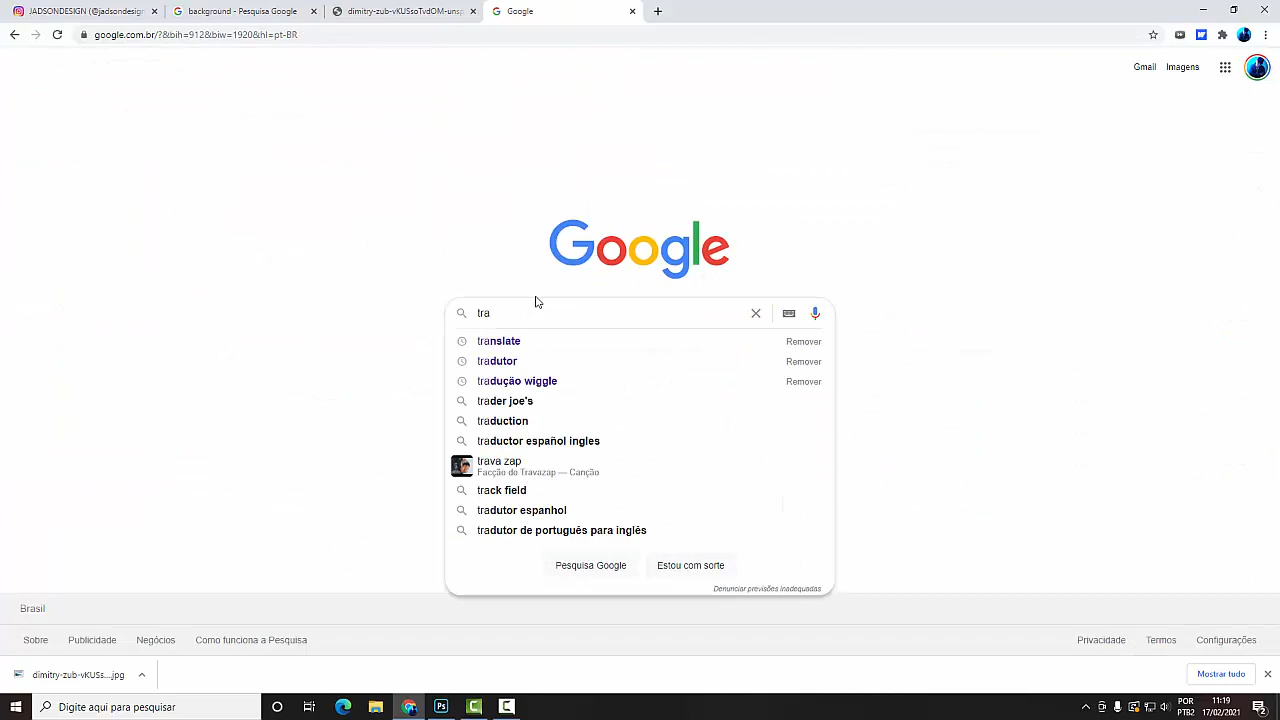 JADSONDESIGN (@jadsondesign
background - Pesquisa Google
dimitry-zub-vKUSsoTvdOM-unsp
Google
google.com.br/?&bih=912&biw=1920&hl=pt-BR
Gmail
Imagens
Google
tra
translate
Remover
tradutor
Remover
tradução wiggle
Remover
trader joe's
traduction
traductor español ingles
trava zap
Facção do Travazap — Canção
track field
tradutor espanhol
tradutor de português para inglês
Pesquisa Google
Estou com sorte
Denunciar previsões inadequadas
Brasil
Sobre
Publicidade
Negócios
Como funciona a Pesquisa
Privacidade
Termos
Configurações
dimitry-zub-vKUSs....jpg
Mostrar tudo
Digite aqui para pesquisar
Ps
POR
PTB2
11:19
17/02/2021
2